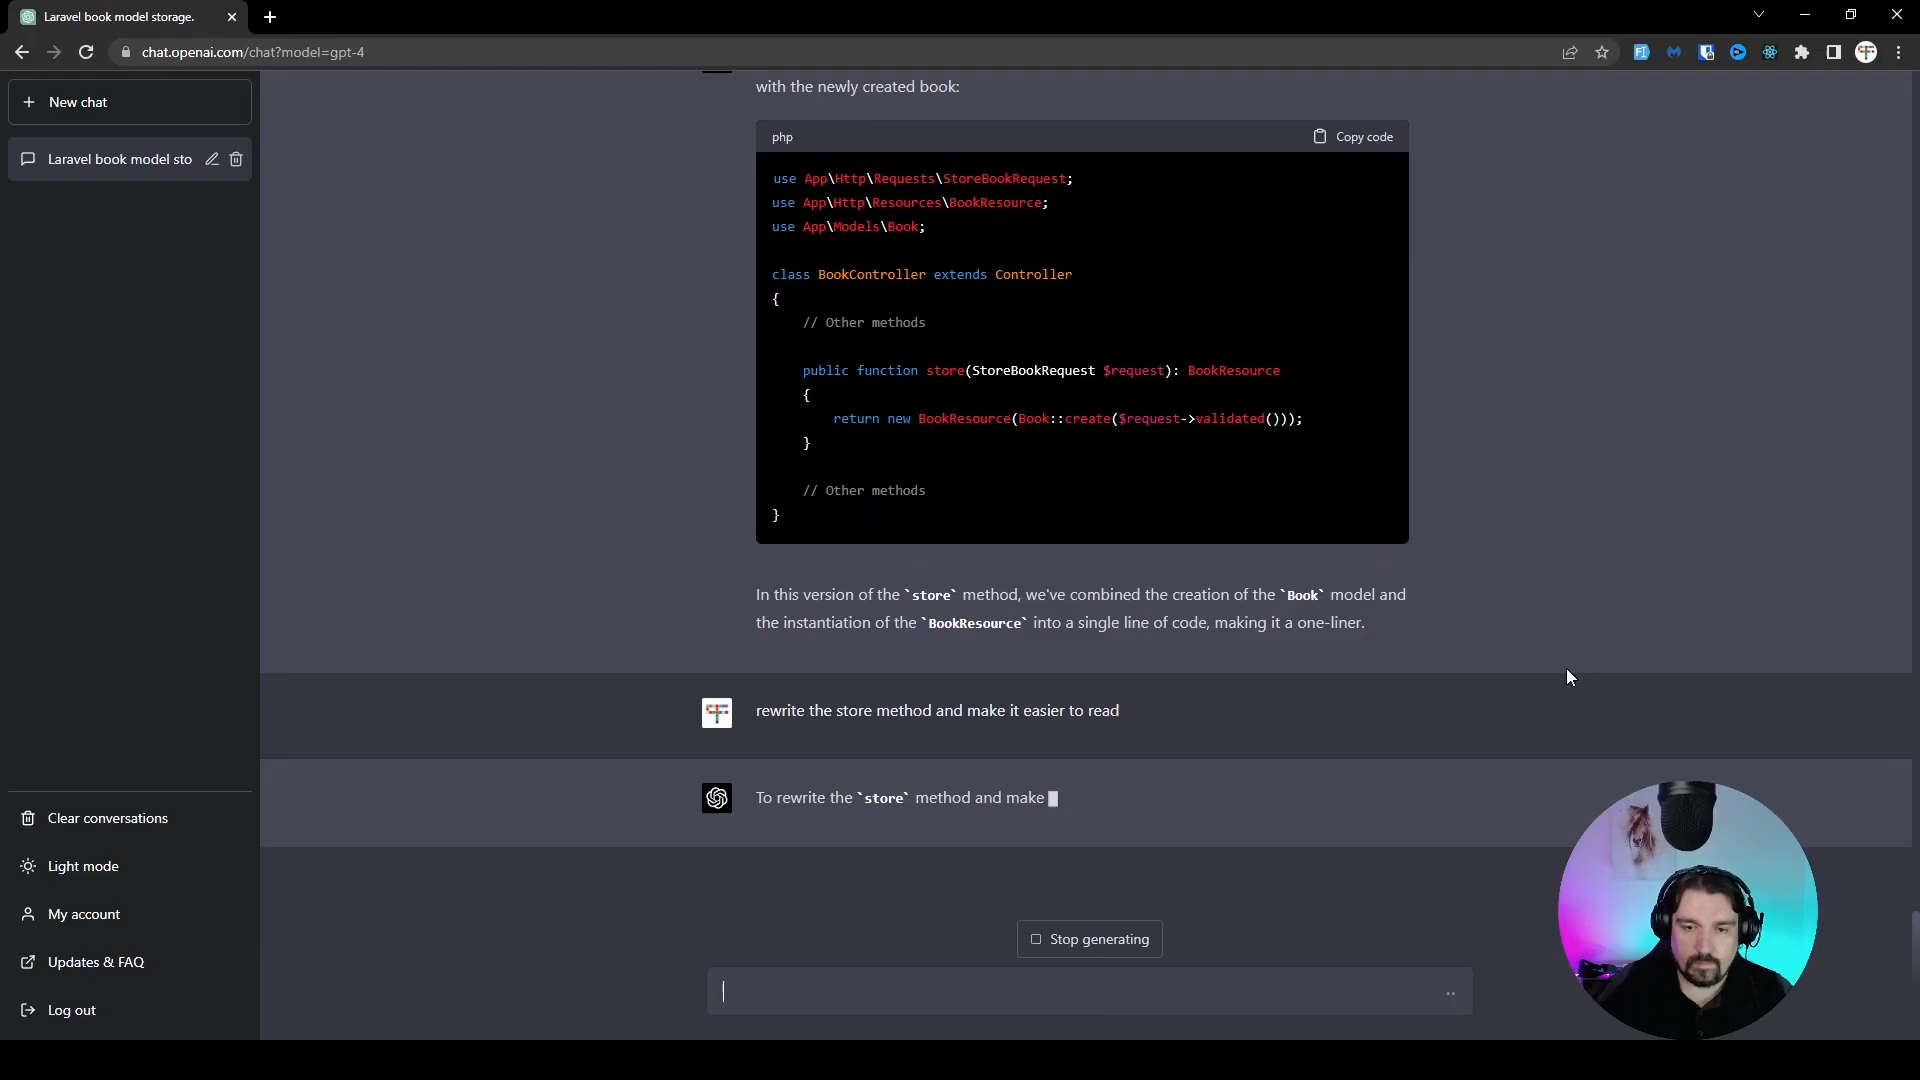 Laravel book model storage.
chat.openai.com/chat?model=gpt-4
New chat
Laravel book model sto
with the newly created book:
php
Copy code
use App\Http\Requests\StoreBookRequest;
use App\Http\Resources\BookResource;
use App\Models\Book;
class BookController extends Controller
{
// Other methods
public function store(StoreBookRequest $request): BookResource
{
return new BookResource(Book::create($request->validated()));
}
// Other methods
}
In this version of the `store` method, we've combined the creation of the `Book` model and
the instantiation of the `BookResource` into a single line of code, making it a one-liner.
rewrite the store method and make it easier to read
To rewrite the `store` method and make
Stop generating
Clear conversations
Light mode
My account
Updates & FAQ
Log out